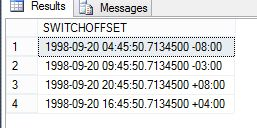 Results Messages
SWITCHOFFSET
1 1998-09-20 04:45:50.7134500 -08:00
2 1998-09-20 09:45:50.7134500 -03:00
3 1998-09-20 20:45:50.7134500 +08:00
4 1998-09-20 16:45:50.7134500 +04:00